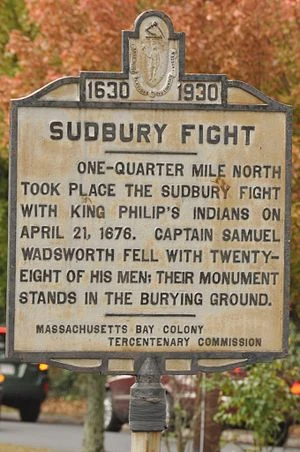 1630 1930
SUDBURY FIGHT
ONE-QUARTER MILE NORTH
TOOK PLACE THE SUDBURY FIGHT
WITH KING PHILIP'S INDIANS ON
APRIL 21, 1676. CAPTAIN SAMUEL
WADSWORTH FELL WITH TWENTY-
EIGHT OF HIS MEN; THEIR MONUMENT
STANDS IN THE BURYING GROUND.
MASSACHUSETTS BAY COLONY
TERCENTENARY COMMISSION